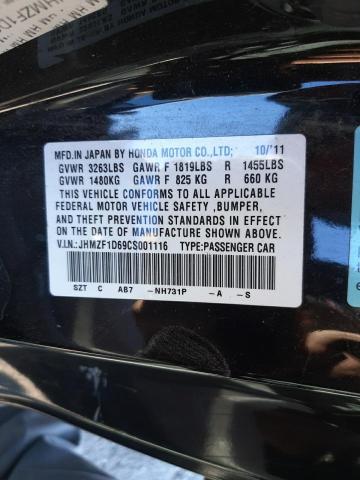 MFD.IN JAPAN BY HONDA MOTOR CO.,LTD; 10/'11
GVWR 3263LBS GAWR F 1819LBS R 1455LBS
GVWR 1480KG GAWR F 825 KG R 660 KG
THIS VEHICLE CONFORMS TO ALL APPLICABLE
FEDERAL MOTOR VEHICLE SAFETY ,BUMPER,
AND THEFT PREVENTION STANDARDS IN EFFECT
ON THE DATE OF MANUFACTURE SHOWN ABOVE.
V.I.N.:JHMZF1D69CS001116 TYPE:PASSENGER CAR
SZT C AB7 -NH731P -A -S